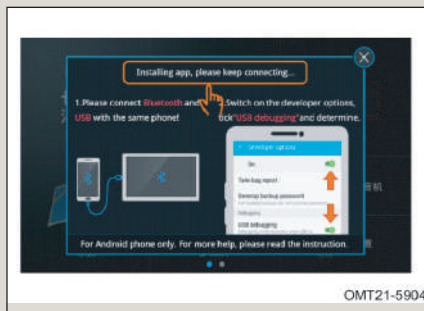 Installing app, please keep connecting...
1.Please connect Bluetooth and
USB with the same phone!
.Switch on the developer options,
tick"USB debugging"and determine.
Developer options
On
Take bug report
Desktop backup password
Debugging
USB debugging
For Android phone only. For more help, please read the instruction.
OMT21-5904